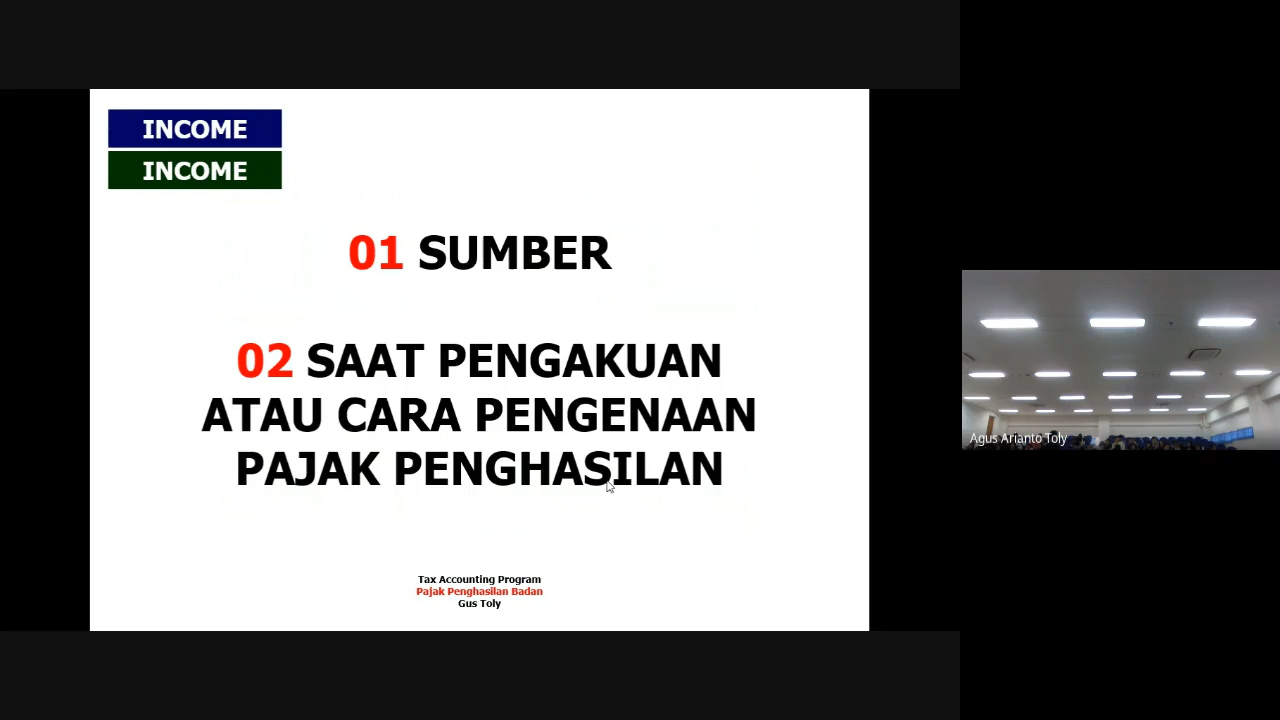 INCOME
INCOME
01 SUMBER
02 SAAT PENGAKUAN
ATAU CARA PENGENAAN
PAJAK PENGHASILAN
Tax Accounting Program
Pajak Penghasilan Badan
Gus Toly
Agus Arianto Toly